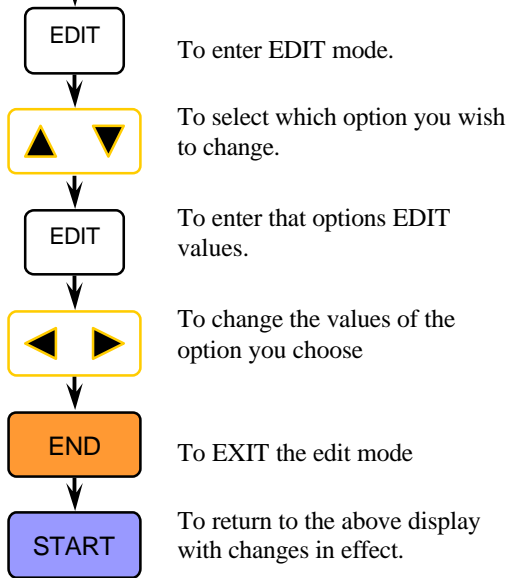 EDIT
To enter EDIT mode.
To select which option you wish
to change.
EDIT
To enter that options EDIT
values.
To change the values of the
option you choose
END
To EXIT the edit mode
START
To return to the above display
with changes in effect.